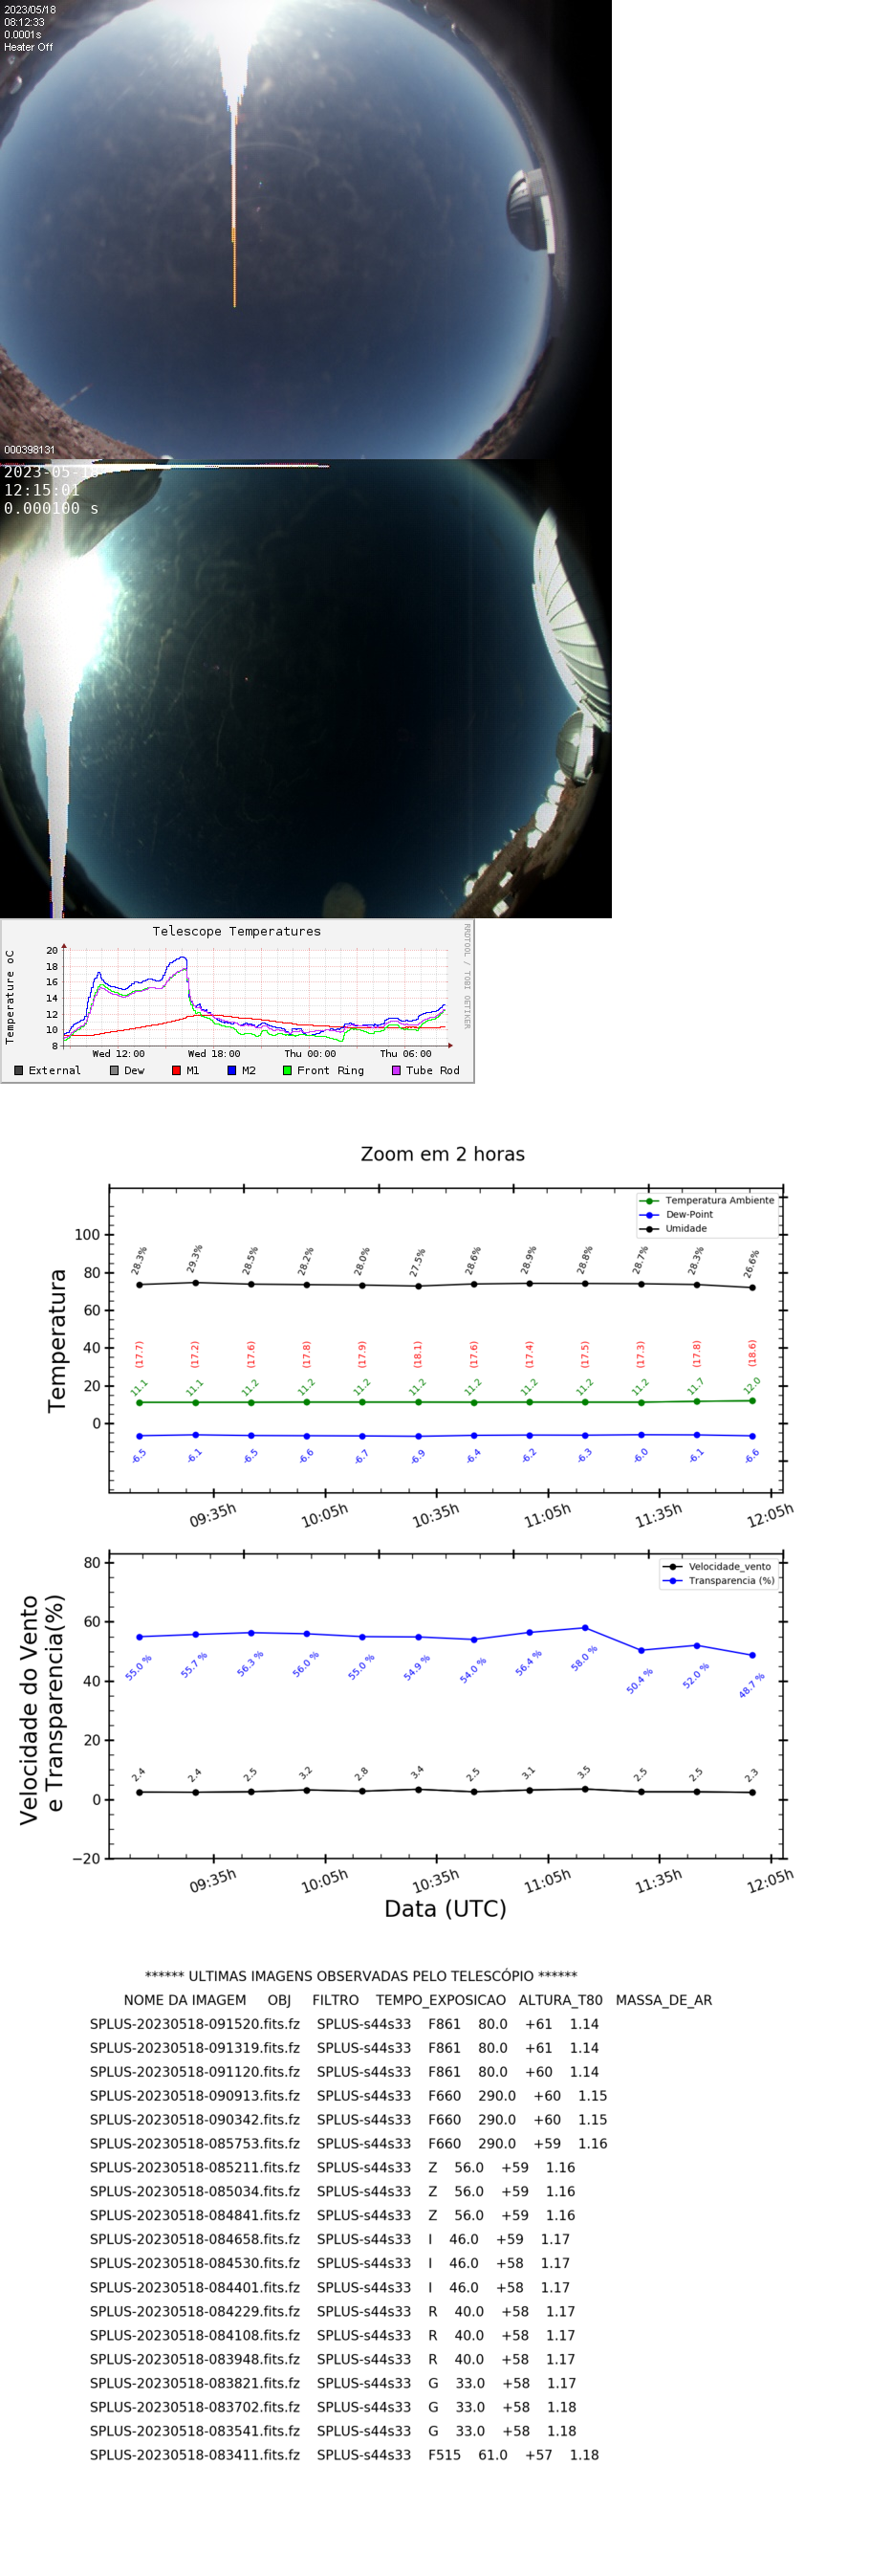 2023/05/18
08:12:33
0.0001s
Heater Off
000398131
2023-05-18
12:15:01
0.000100 s
Telescope Temperatures
RRDTOOL / TOBI OETIKER
Temperature oC
20
18
16
14
12
10
8
Wed 12:00 Wed 18:00 Thu 00:00 Thu 06:00
External Dew M1 M2 Front Ring Tube Rod
Zoom em 2 horas
Temperatura Ambiente
Dew-Point
Umidade
Temperatura
100
80
60
40
20
0
28.3% 29.3% 28.5% 28.2% 28.0% 27.5% 28.6% 28.9% 28.8% 28.7% 28.3% 26.6%
(17.7) (17.2) (17.6) (17.8) (17.9) (18.1) (17.6) (17.4) (17.5) (17.3) (17.8) (18.6)
11.1 11.1 11.2 11.2 11.2 11.2 11.2 11.2 11.2 11.2 11.7 12.0
-6.5 -6.1 -6.5 -6.6 -6.7 -6.9 -6.4 -6.2 -6.3 -6.0 -6.1 -6.6
09:35h 10:05h 10:35h 11:05h 11:35h 12:05h
Velocidade_vento
Transparencia (%)
Velocidade do Vento
e Transparencia(%)
80
60
40
20
0
−20
55.0 % 55.7 % 56.3 % 56.0 % 55.0 % 54.9 % 54.0 % 56.4 % 58.0 % 50.4 % 52.0 % 48.7 %
2.4 2.4 2.5 3.2 2.8 3.4 2.5 3.1 3.5 2.5 2.5 2.3
09:35h 10:05h 10:35h 11:05h 11:35h 12:05h
Data (UTC)
****** ULTIMAS IMAGENS OBSERVADAS PELO TELESCÓPIO ******
NOME DA IMAGEM OBJ FILTRO TEMPO_EXPOSICAO ALTURA_T80 MASSA_DE_AR
SPLUS-20230518-091520.fits.fz SPLUS-s44s33 F861 80.0 +61 1.14
SPLUS-20230518-091319.fits.fz SPLUS-s44s33 F861 80.0 +61 1.14
SPLUS-20230518-091120.fits.fz SPLUS-s44s33 F861 80.0 +60 1.14
SPLUS-20230518-090913.fits.fz SPLUS-s44s33 F660 290.0 +60 1.15
SPLUS-20230518-090342.fits.fz SPLUS-s44s33 F660 290.0 +60 1.15
SPLUS-20230518-085753.fits.fz SPLUS-s44s33 F660 290.0 +59 1.16
SPLUS-20230518-085211.fits.fz SPLUS-s44s33 Z 56.0 +59 1.16
SPLUS-20230518-085034.fits.fz SPLUS-s44s33 Z 56.0 +59 1.16
SPLUS-20230518-084841.fits.fz SPLUS-s44s33 Z 56.0 +59 1.16
SPLUS-20230518-084658.fits.fz SPLUS-s44s33 I 46.0 +59 1.17
SPLUS-20230518-084530.fits.fz SPLUS-s44s33 I 46.0 +58 1.17
SPLUS-20230518-084401.fits.fz SPLUS-s44s33 I 46.0 +58 1.17
SPLUS-20230518-084229.fits.fz SPLUS-s44s33 R 40.0 +58 1.17
SPLUS-20230518-084108.fits.fz SPLUS-s44s33 R 40.0 +58 1.17
SPLUS-20230518-083948.fits.fz SPLUS-s44s33 R 40.0 +58 1.17
SPLUS-20230518-083821.fits.fz SPLUS-s44s33 G 33.0 +58 1.17
SPLUS-20230518-083702.fits.fz SPLUS-s44s33 G 33.0 +58 1.18
SPLUS-20230518-083541.fits.fz SPLUS-s44s33 G 33.0 +58 1.18
SPLUS-20230518-083411.fits.fz SPLUS-s44s33 F515 61.0 +57 1.18